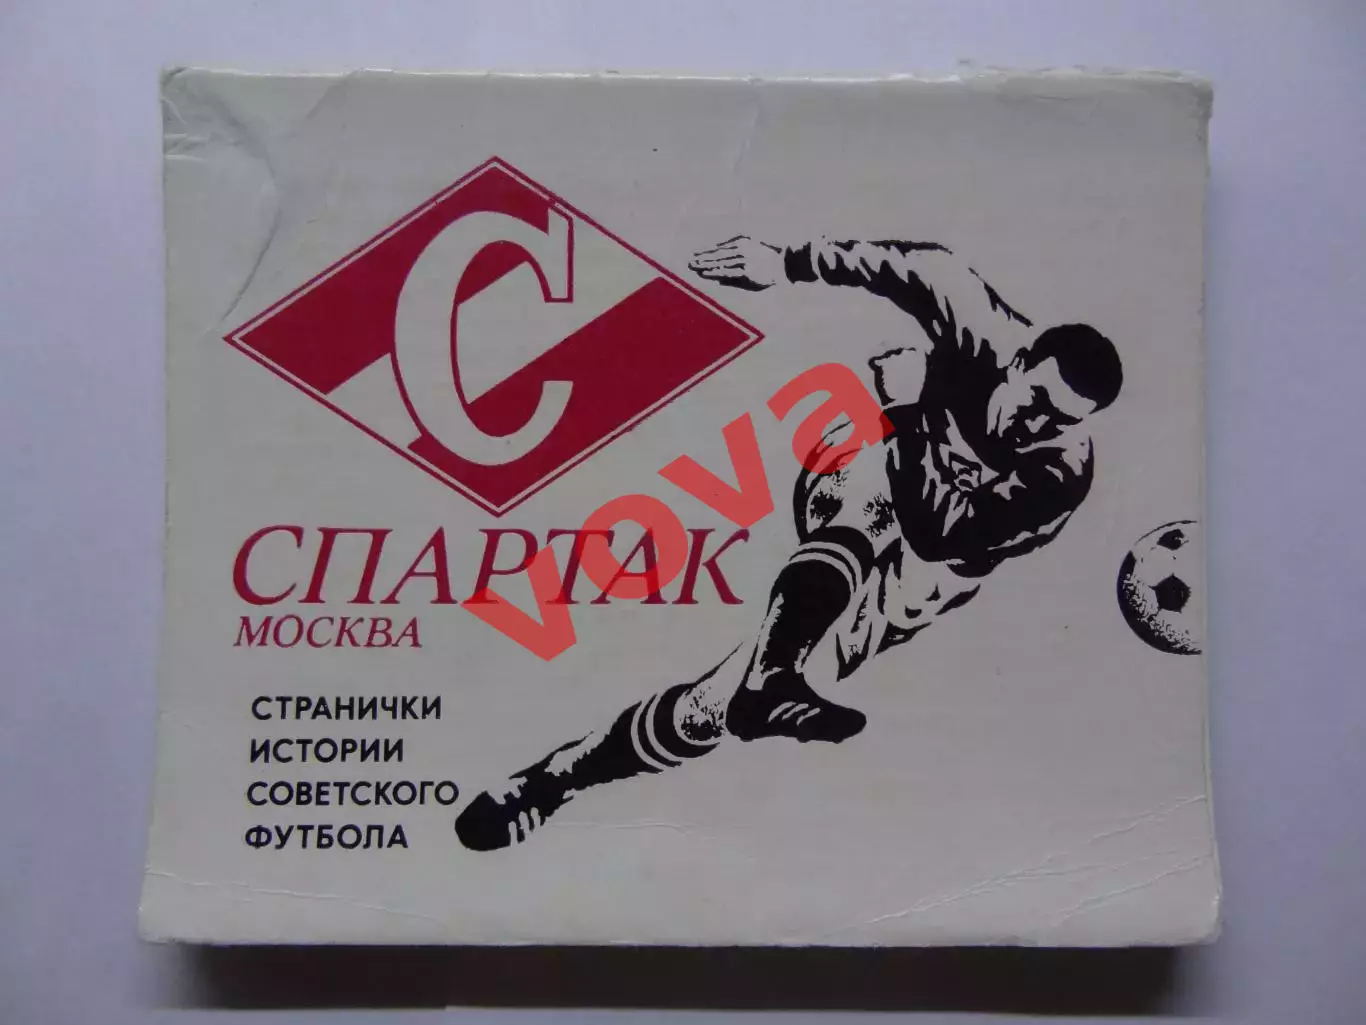 С
СПАРТАК
МОСКВА
СТРАНИЧКИ
ИСТОРИИ
СОВЕТСКОГО
ФУТБОЛА
vova